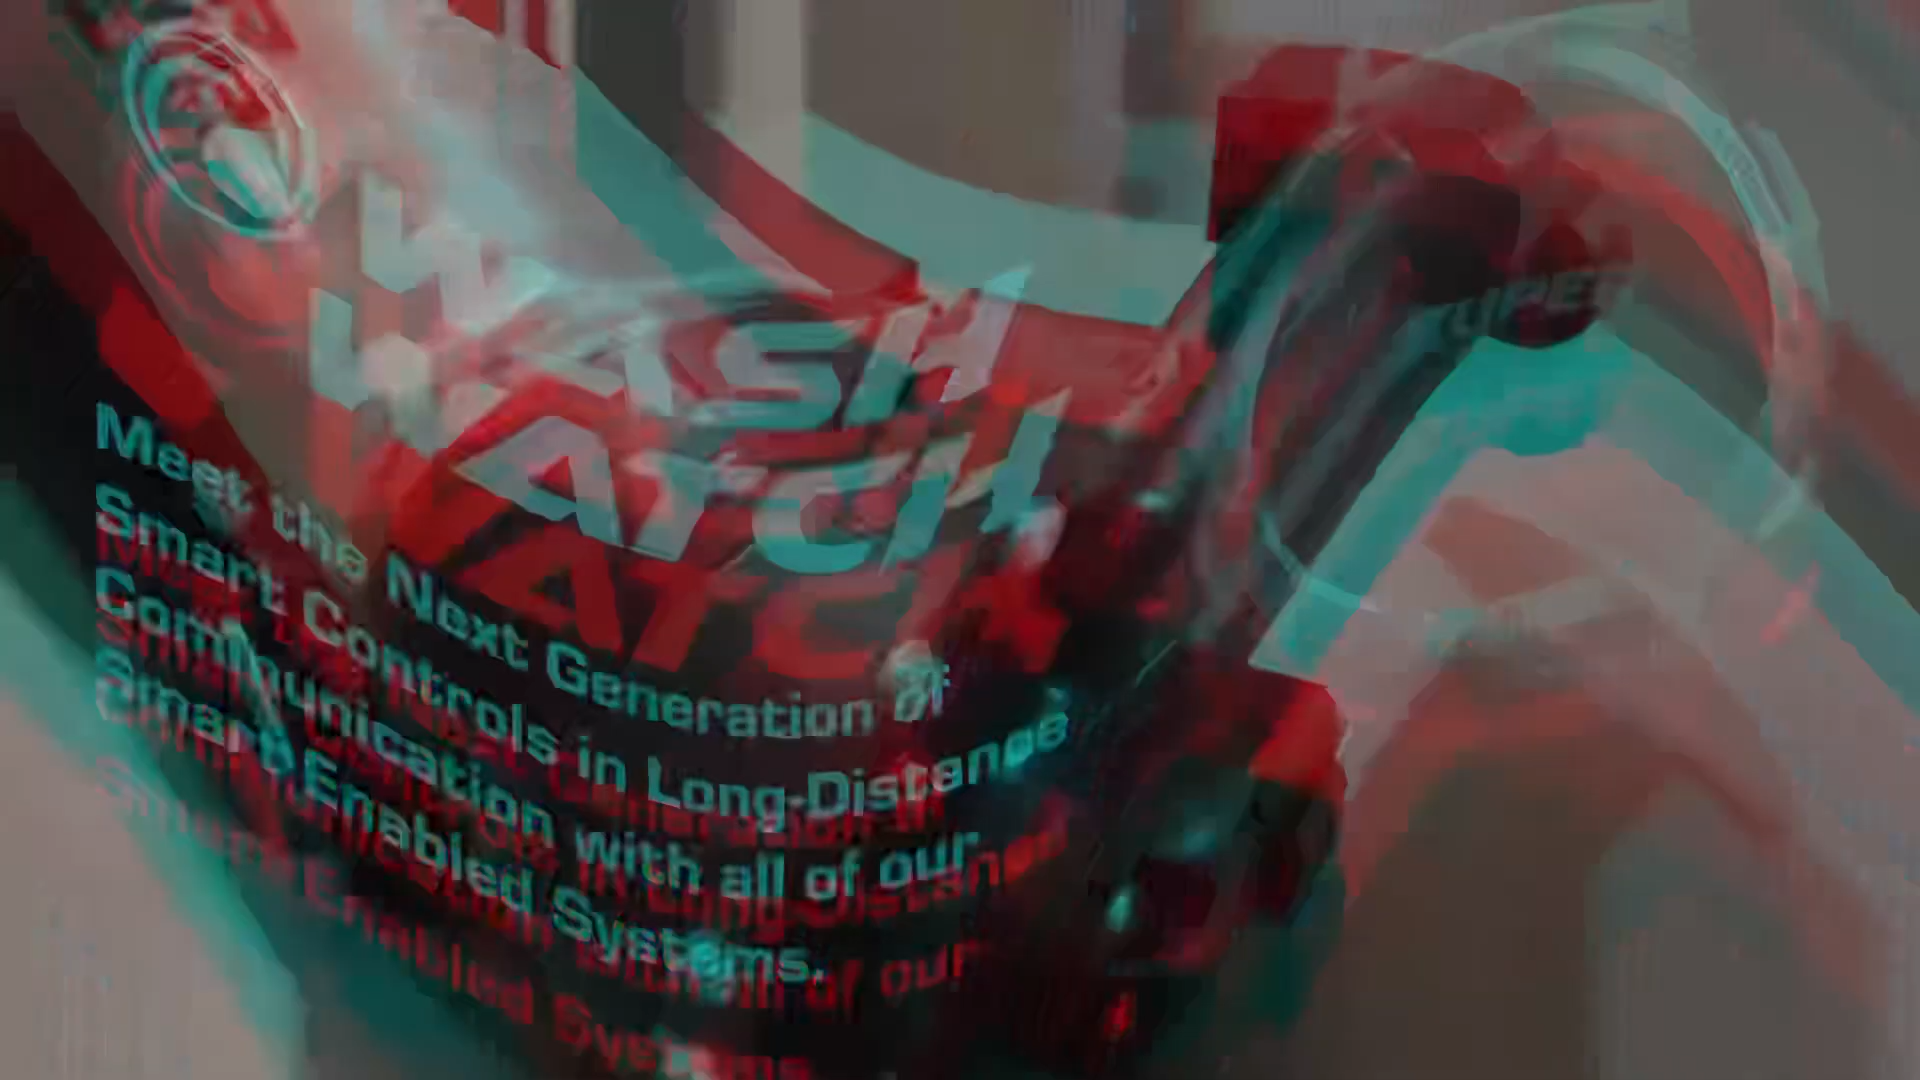 WASH
WATCH
Meet the Next Generation of
Smart Controls in Long-Distance
Communication with all of our
Smart Enabled Systems.